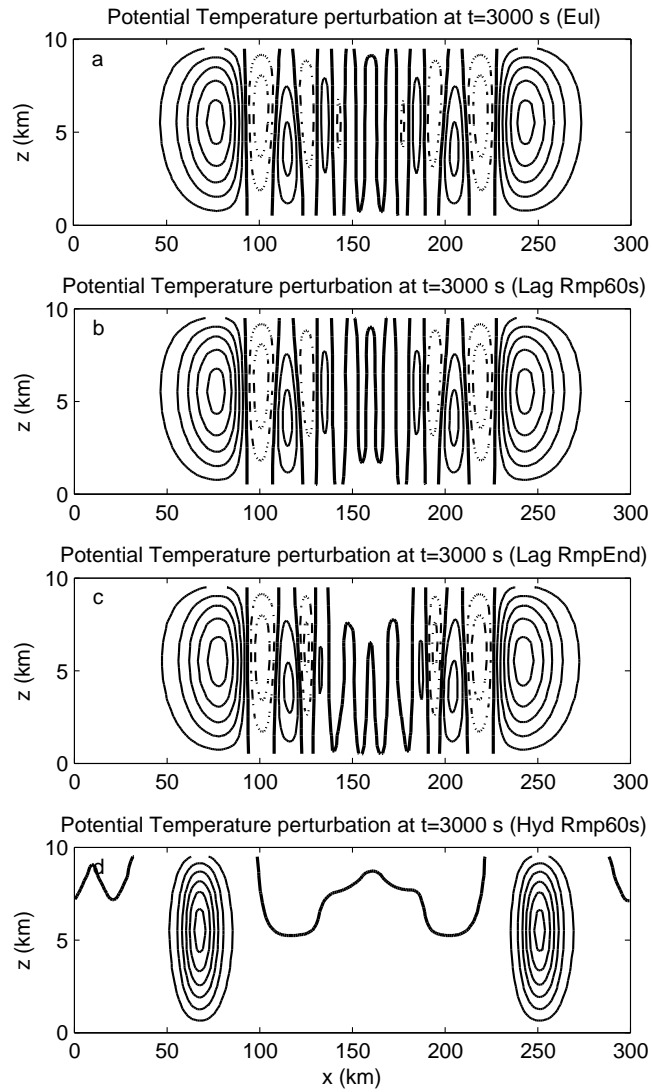 Potential Temperature perturbation at t=3000 s (Eul)
10
a
z (km)
5
0
0 50 100 150 200 250 300
Potential Temperature perturbation at t=3000 s (Lag Rmp60s)
10
b
z (km)
5
0
0 50 100 150 200 250 300
Potential Temperature perturbation at t=3000 s (Lag RmpEnd)
10
c
z (km)
5
0
0 50 100 150 200 250 300
Potential Temperature perturbation at t=3000 s (Hyd Rmp60s)
10
d
z (km)
5
0
0 50 100 150 200 250 300
x (km)